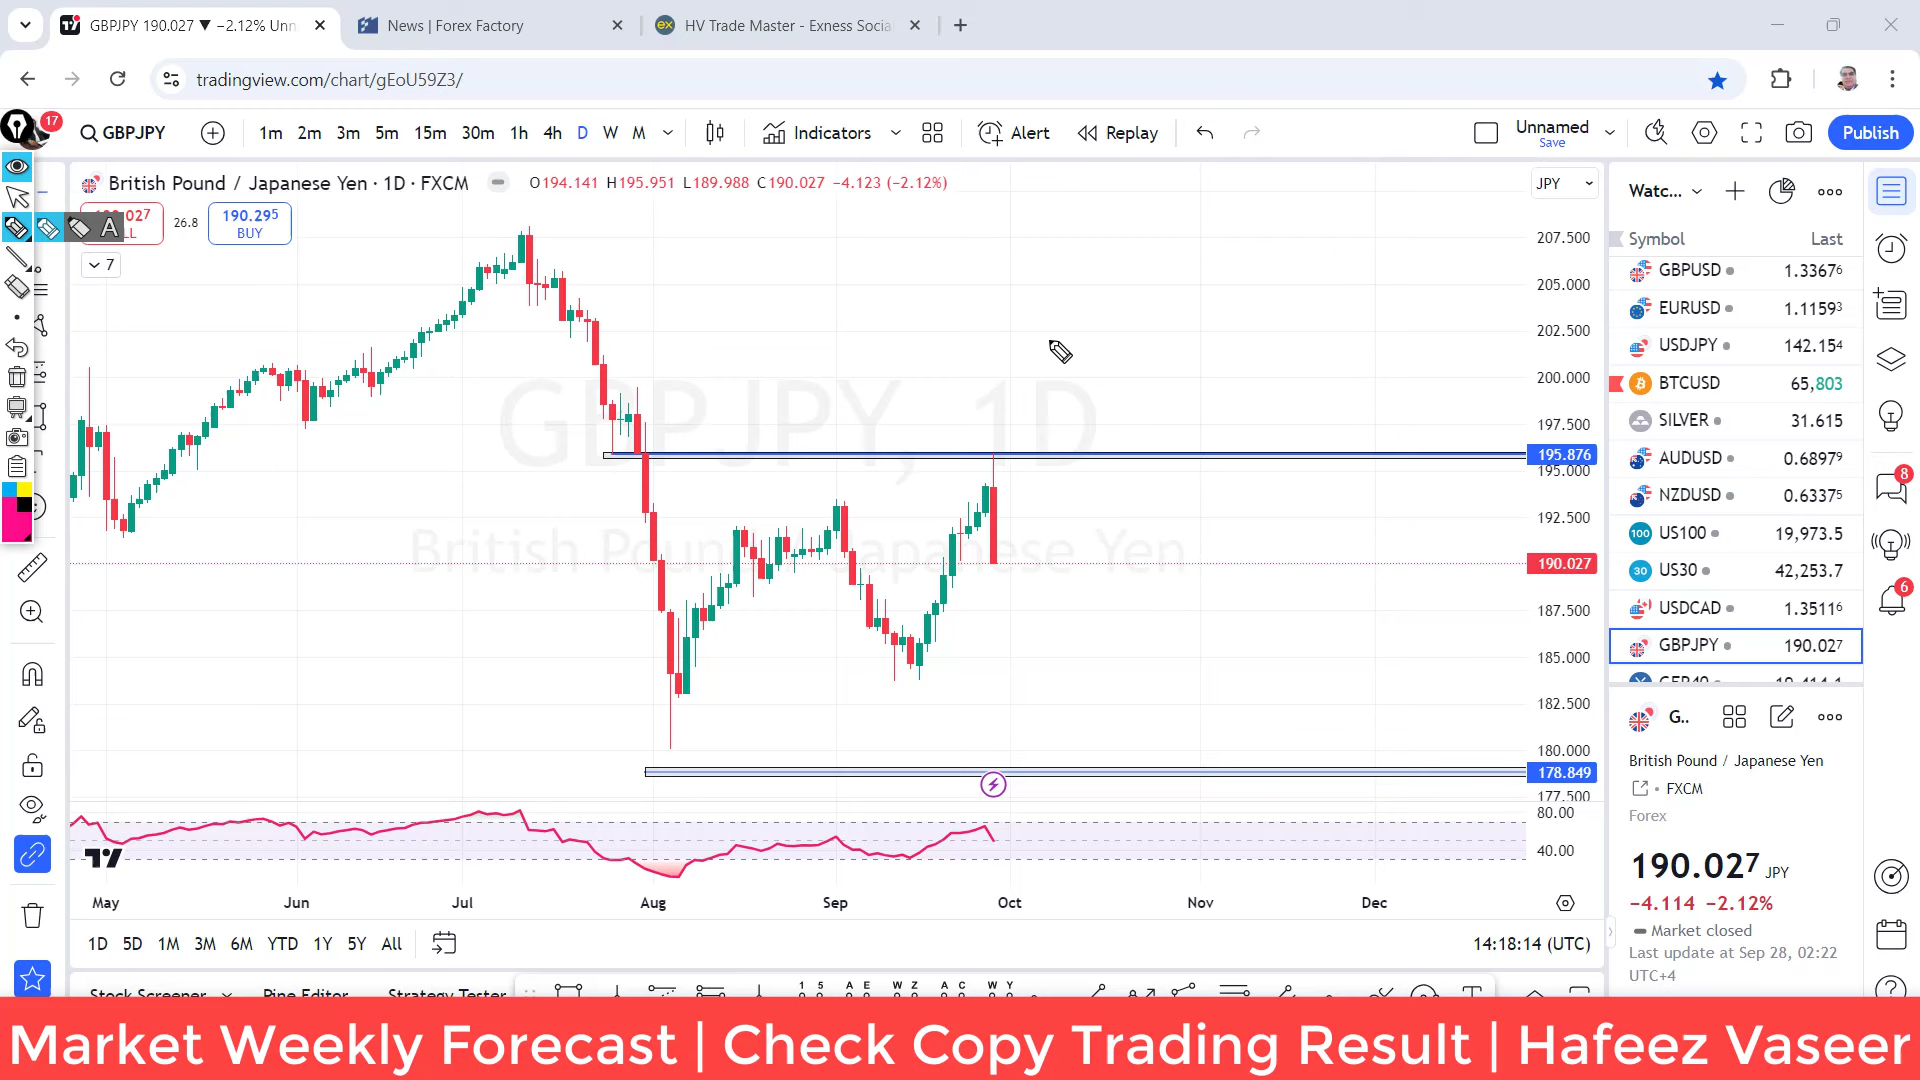 GBPJPY 190.027 ▼ −2.12% Unn
News | Forex Factory
HV Trade Master - Exness Socia
tradingview.com/chart/gEoU59Z3/
17
GBPJPY
1m 2m 3m 5m 15m 30m 1h 4h D W M
Indicators
Alert
Replay
Unnamed
Save
Publish
British Pound / Japanese Yen · 1D · FXCM
O194.141 H195.951 L189.988 C190.027 −4.123 (−2.12%)
JPY
26.8
190.295
BUY
A
7
GBPJPY, 1D
British Pound / Japanese Yen
207.500
205.000
202.500
200.000
197.500
195.876
195.000
192.500
190.027
187.500
185.000
182.500
180.000
178.849
177.500
80.00
40.00
May Jun Jul Aug Sep Oct Nov Dec
1D 5D 1M 3M 6M YTD 1Y 5Y All
14:18:14 (UTC)
Stock Screener
Pine Editor
Strategy Tester
Watc...
Symbol Last
GBPUSD 1.33676
EURUSD 1.11593
USDJPY 142.154
BTCUSD 65,803
SILVER 31.615
AUDUSD 0.68979
NZDUSD 0.63375
US100 19,973.5
US30 42,253.7
USDCAD 1.35116
GBPJPY 190.027
8
6
G..
British Pound / Japanese Yen
FXCM
Forex
190.027 JPY
−4.114 −2.12%
Market closed
Last update at Sep 28, 02:22
UTC+4
Market Weekly Forecast | Check Copy Trading Result | Hafeez Vaseer